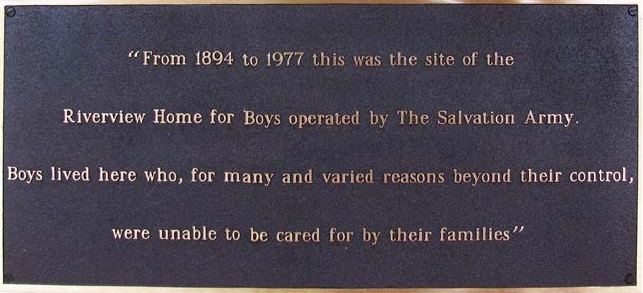 “From 1894 to 1977 this was the site of the
Riverview Home for Boys operated by The Salvation Army.
Boys lived here who, for many and varied reasons beyond their control,
were unable to be cared for by their families”